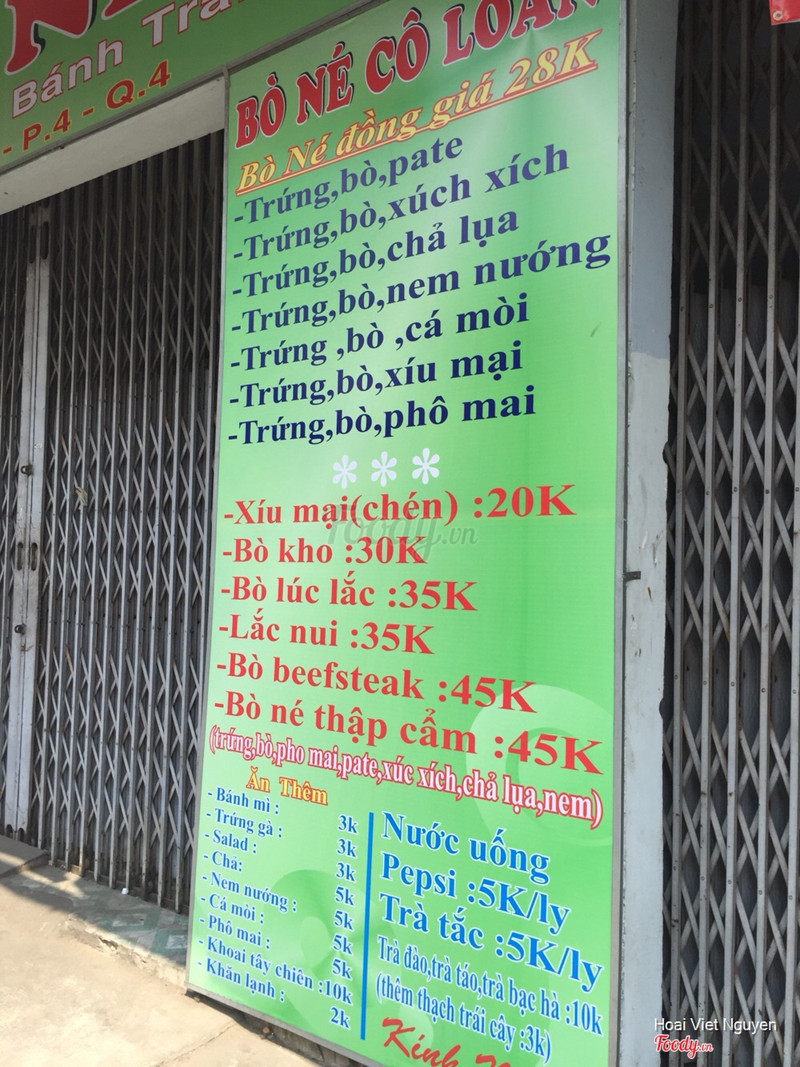 Bánh Tra
- P.4 - Q.4
BÒ NÉ CÔ LOAN
Bò Né đồng giá 28K
-Trứng,bò,pate
-Trứng,bò,xúch xích
-Trứng,bò,chả lụa
-Trứng,bò,nem nướng
-Trứng ,bò ,cá mòi
-Trứng,bò,xíu mại
-Trứng,bò,phô mai
***
-Xíu mại(chén) :20K
-Bò kho :30K
-Bò lúc lắc :35K
-Lắc nui :35K
-Bò beefsteak :45K
-Bò né thập cẩm :45K
(trứng,bò,pho mai,pate,xúc xích,chả lụa,nem)
Ăn Thêm
- Bánh mì : 3k
- Trứng gà : 3k
- Salad : 3k
- Chả: 5k
- Nem nướng : 5k
- Cá mòi : 5k
- Phô mai : 5k
- Khoai tây chiên :10k
- Khăn lạnh : 2k
Nước uống
Pepsi :5K/ly
Trà tắc :5K/ly
Trà đào,trà táo,trà bạc hà :10k
(thêm thạch trái cây :3k)
Kính
Foody.vn
Hoai Viet Nguyen
Foody.vn